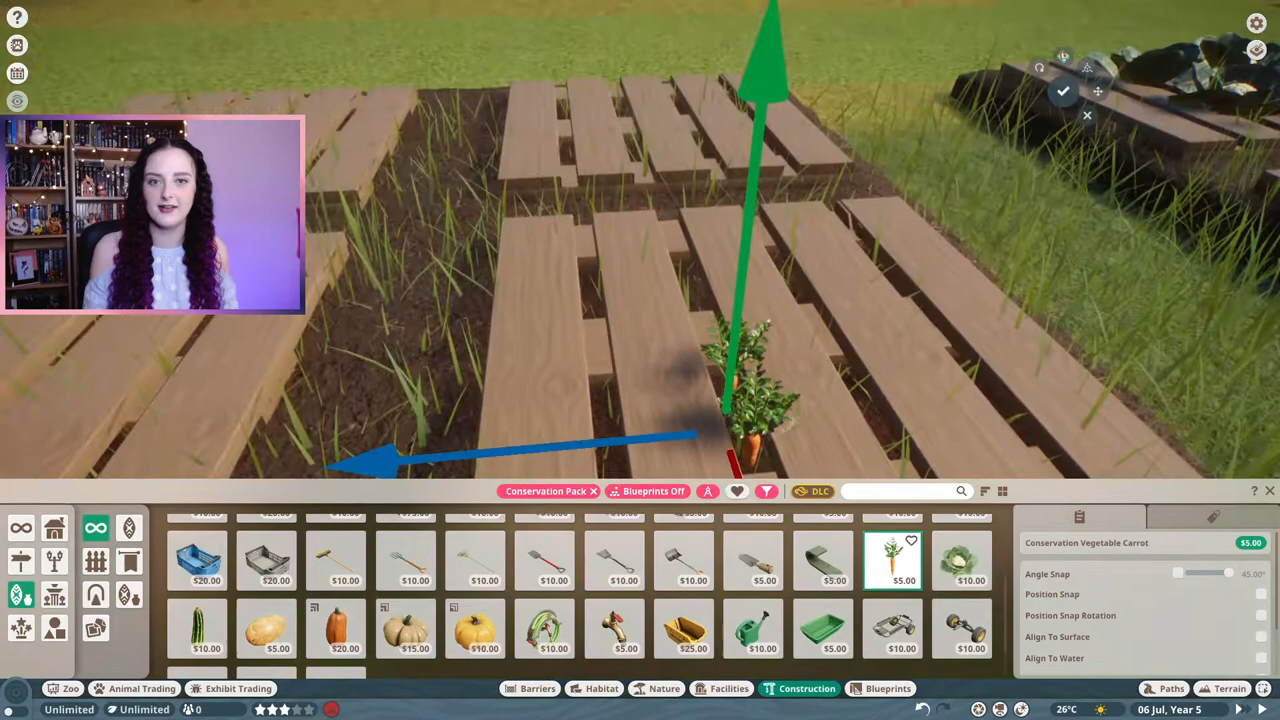 Conservation Pack ✕ Blueprints Off DLC
? ✕
$20.00 $20.00 $10.00 $10.00 $10.00 $10.00 $10.00 $10.00 $5.00 $5.00 $5.00 $10.00
$10.00 $5.00 $20.00 $15.00 $10.00 $10.00 $5.00 $25.00 $10.00 $5.00 $10.00 $10.00
Conservation Vegetable Carrot $5.00
Angle Snap 45.00°
Position Snap
Position Snap Rotation
Align To Surface
Align To Water
Zoo Animal Trading Exhibit Trading Barriers Habitat Nature Facilities Construction Blueprints Paths Terrain
Unlimited Unlimited 0 26°C 06 Jul, Year 5